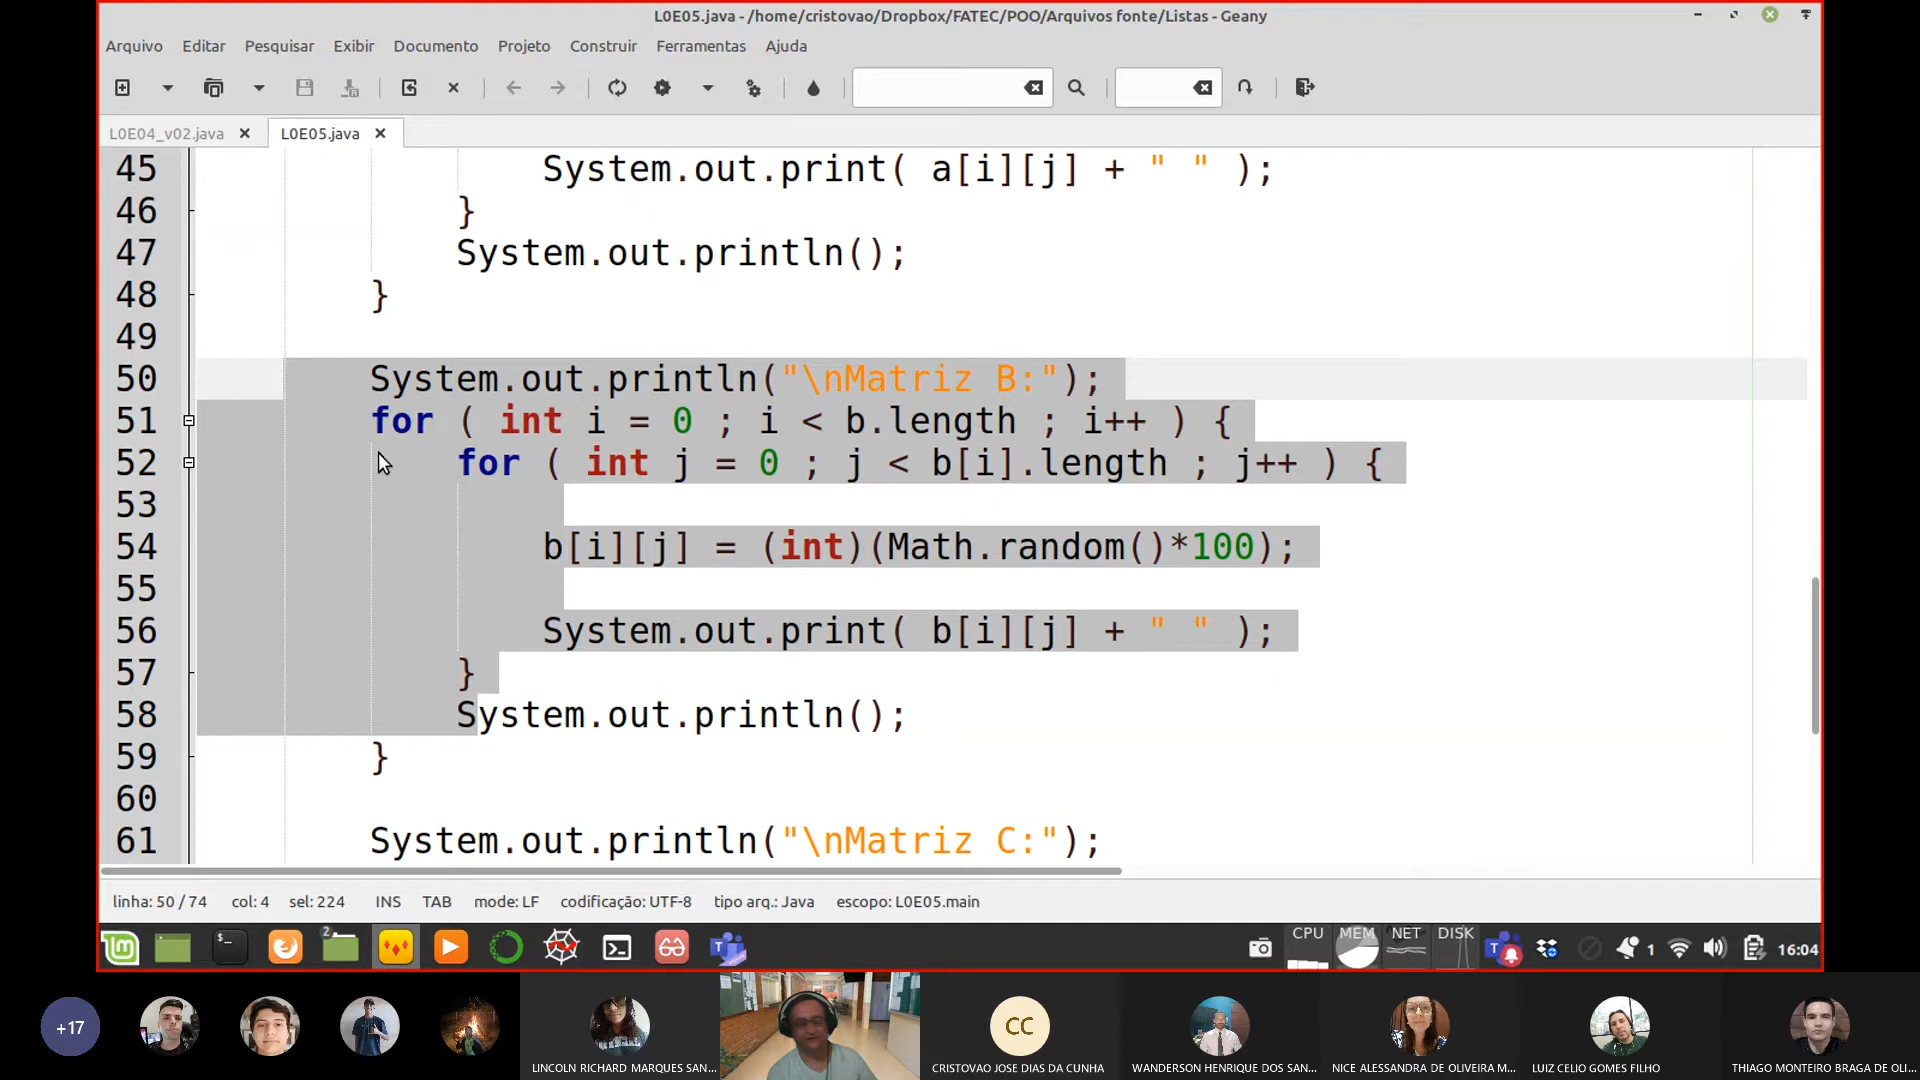 L0E05.java - /home/cristovao/Dropbox/FATEC/POO/Arquivos fonte/Listas - Geany
Arquivo Editar Pesquisar Exibir Documento Projeto Construir Ferramentas Ajuda
L0E04_v02.java L0E05.java
45 System.out.print( a[i][j] + " " );
46 }
47 System.out.println();
48 }
49
50 System.out.println("\nMatriz B:");
51 for ( int i = 0 ; i < b.length ; i++ ) {
52 for ( int j = 0 ; j < b[i].length ; j++ ) {
53
54 b[i][j] = (int)(Math.random()*100);
55
56 System.out.print( b[i][j] + " " );
57 }
58 System.out.println();
59 }
60
61 System.out.println("\nMatriz C:");
linha: 50 / 74 col: 4 sel: 224 INS TAB mode: LF codificação: UTF-8 tipo arq.: Java escopo: L0E05.main
2 CPU MEM NET DISK 1 16:04
+17 CC
LINCOLN RICHARD MARQUES SAN... CRISTOVAO JOSE DIAS DA CUNHA WANDERSON HENRIQUE DOS SAN... NICE ALESSANDRA DE OLIVEIRA M... LUIZ CELIO GOMES FILHO THIAGO MONTEIRO BRAGA DE OLI...